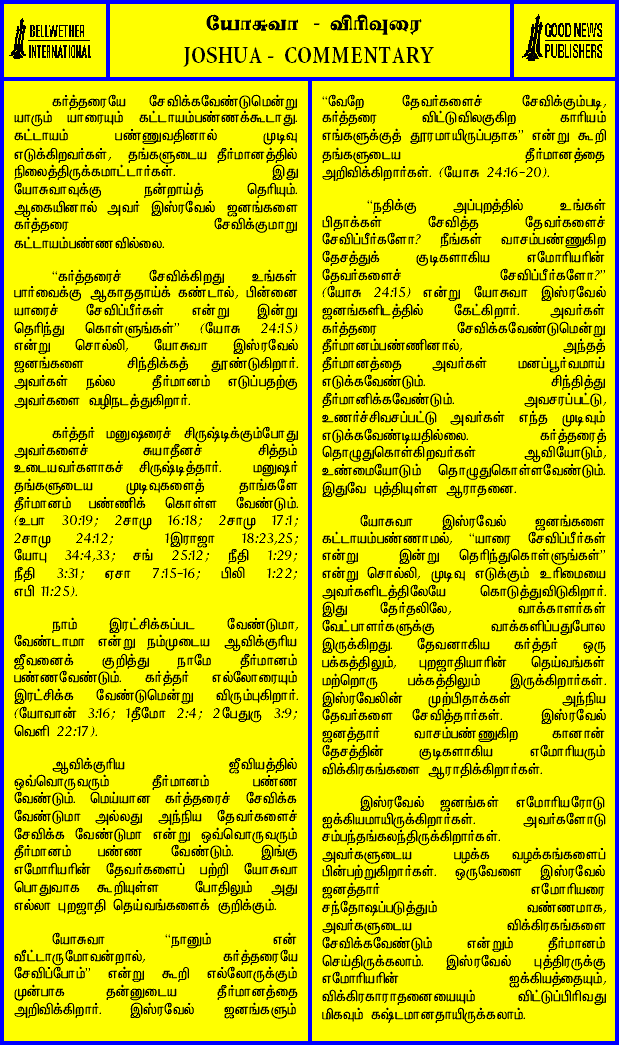 BELLWETHER
INTERNATIONAL
யோசுவா - விரிவுரை
JOSHUA - COMMENTARY
GOOD NEWS
PUBLISHERS
கர்த்தரையே சேவிக்கவேண்டுமென்று
யாரும் யாரையும் கட்டாயம்பண்ணக்கூடாது.
கட்டாயம் பண்ணுவதினால் முடிவு
எடுக்கிறவர்கள், தங்களுடைய தீர்மானத்தில்
நிலைத்திருக்கமாட்டார்கள். இது
யோசுவாவுக்கு நன்றாய்த் தெரியும்.
ஆகையினால் அவர் இஸ்ரவேல் ஜனங்களை
கர்த்தரை சேவிக்குமாறு
கட்டாயம்பண்ணவில்லை.
“கர்த்தரைச் சேவிக்கிறது உங்கள்
பார்வைக்கு ஆகாததாய்க் கண்டால், பின்னை
யாரைச் சேவிப்பீர்கள் என்று இன்று
தெரிந்து கொள்ளுங்கள்” (யோசு 24:15)
என்று சொல்லி, யோசுவா இஸ்ரவேல்
ஜனங்களை சிந்திக்கத் தூண்டுகிறார்.
அவர்கள் நல்ல தீர்மானம் எடுப்பதற்கு
அவர்களை வழிநடத்துகிறார்.
கர்த்தர் மனுஷரைச் சிருஷ்டிக்கும்போது
அவர்களைச் சுயாதீனச் சித்தம்
உடையவர்களாகச் சிருஷ்டித்தார். மனுஷர்
தங்களுடைய முடிவுகளைத் தாங்களே
தீர்மானம் பண்ணிக் கொள்ள வேண்டும்.
(உபா 30:19; 2சாமு 16:18; 2சாமு 17:1;
2சாமு 24:12; 1இராஜா 18:23,25;
யோபு 34:4,33; சங் 25:12; நீதி 1:29;
நீதி 3:31; ஏசா 7:15-16; பிலி 1:22;
எபி 11:25).
நாம் இரட்சிக்கப்பட வேண்டுமா,
வேண்டாமா என்று நம்முடைய ஆவிக்குரிய
ஜீவனைக் குறித்து நாமே தீர்மானம்
பண்ணவேண்டும். கர்த்தர் எல்லோரையும்
இரட்சிக்க வேண்டுமென்று விரும்புகிறார்.
(யோவான் 3:16; 1தீமோ 2:4; 2பேதுரு 3:9;
வெளி 22:17).
ஆவிக்குரிய ஜீவியத்தில்
ஒவ்வொருவரும் தீர்மானம் பண்ண
வேண்டும். மெய்யான கர்த்தரைச் சேவிக்க
வேண்டுமா அல்லது அந்நிய தேவர்களைச்
சேவிக்க வேண்டுமா என்று ஒவ்வொருவரும்
தீர்மானம் பண்ண வேண்டும். இங்கு
எமோரியரின் தேவர்களைப் பற்றி யோசுவா
பொதுவாக கூறியுள்ள போதிலும் அது
எல்லா புறஜாதி தெய்வங்களைக் குறிக்கும்.
யோசுவா “நானும் என்
வீட்டாருமோவென்றால், கர்த்தரையே
சேவிப்போம்” என்று கூறி எல்லோருக்கும்
முன்பாக தன்னுடைய தீர்மானத்தை
அறிவிக்கிறார். இஸ்ரவேல் ஜனங்களும்
“வேறே தேவர்களைச் சேவிக்கும்படி,
கர்த்தரை விட்டுவிலகுகிற காரியம்
எங்களுக்குத் தூரமாயிருப்பதாக” என்று கூறி
தங்களுடைய தீர்மானத்தை
அறிவிக்கிறார்கள். (யோசு 24:16-20).
“நதிக்கு அப்புறத்தில் உங்கள்
பிதாக்கள் சேவித்த தேவர்களைச்
சேவிப்பீர்களோ? நீங்கள் வாசம்பண்ணுகிற
தேசத்துக் குடிகளாகிய எமோரியரின்
தேவர்களைச் சேவிப்பீர்களோ?”
(யோசு 24:15) என்று யோசுவா இஸ்ரவேல்
ஜனங்களிடத்தில் கேட்கிறார். அவர்கள்
கர்த்தரை சேவிக்கவேண்டுமென்று
தீர்மானம்பண்ணினால், அந்தத்
தீர்மானத்தை அவர்கள் மனப்பூர்வமாய்
எடுக்கவேண்டும். சிந்தித்து
தீர்மானிக்கவேண்டும். அவசரப்பட்டு,
உணர்ச்சிவசப்பட்டு அவர்கள் எந்த முடிவும்
எடுக்கவேண்டியதில்லை. கர்த்தரைத்
தொழுதுகொள்கிறவர்கள் ஆவியோடும்,
உண்மையோடும் தொழுதுகொள்ளவேண்டும்.
இதுவே புத்தியுள்ள ஆராதனை.
யோசுவா இஸ்ரவேல் ஜனங்களை
கட்டாயம்பண்ணாமல், “யாரை சேவிப்பீர்கள்
என்று இன்று தெரிந்துகொள்ளுங்கள்”
என்று சொல்லி, முடிவு எடுக்கும் உரிமையை
அவர்களிடத்திலேயே கொடுத்துவிடுகிறார்.
இது தேர்தலிலே, வாக்காளர்கள்
வேட்பாளர்களுக்கு வாக்களிப்பதுபோல
இருக்கிறது. தேவனாகிய கர்த்தர் ஒரு
பக்கத்திலும், புறஜாதியாரின் தெய்வங்கள்
மற்றொரு பக்கத்திலும் இருக்கிறார்கள்.
இஸ்ரவேலின் முற்பிதாக்கள் அந்நிய
தேவர்களை சேவித்தார்கள். இஸ்ரவேல்
ஜனத்தார் வாசம்பண்ணுகிற கானான்
தேசத்தின் குடிகளாகிய எமோரியரும்
விக்கிரகங்களை ஆராதிக்கிறார்கள்.
இஸ்ரவேல் ஜனங்கள் எமோரியரோடு
ஐக்கியமாயிருக்கிறார்கள். அவர்களோடு
சம்பந்தங்கலந்திருக்கிறார்கள்.
அவர்களுடைய பழக்க வழக்கங்களைப்
பின்பற்றுகிறார்கள். ஒருவேளை இஸ்ரவேல்
ஜனத்தார் எமோரியரை
சந்தோஷப்படுத்தும் வண்ணமாக,
அவர்களுடைய விக்கிரகங்களை
சேவிக்கவேண்டும் என்றும் தீர்மானம்
செய்திருக்கலாம். இஸ்ரவேல் புத்திரருக்கு
எமோரியரின் ஐக்கியத்தையும்,
விக்கிரகாராதனையையும் விட்டுப்பிரிவது
மிகவும் கஷ்டமானதாயிருக்கலாம்.